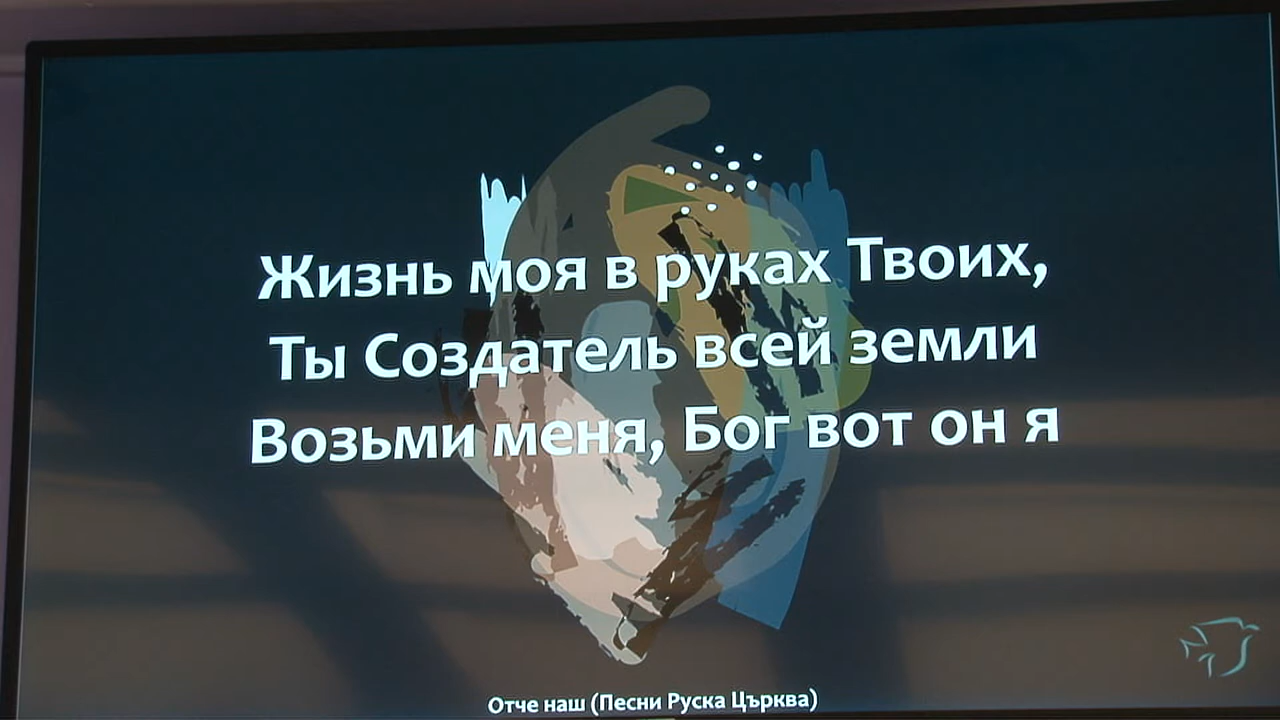 Жизнь моя в руках Твоих,
Ты Создатель всей земли
Возьми меня, Бог вот он я
Отче наш (Песни Руска Църква)